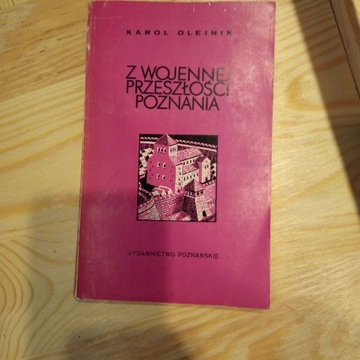 KAROL OLEJNIK
Z WOJENNEJ
PRZESZŁOŚCI
POZNANIA
WYDAWNICTWO POZNAŃSKIE